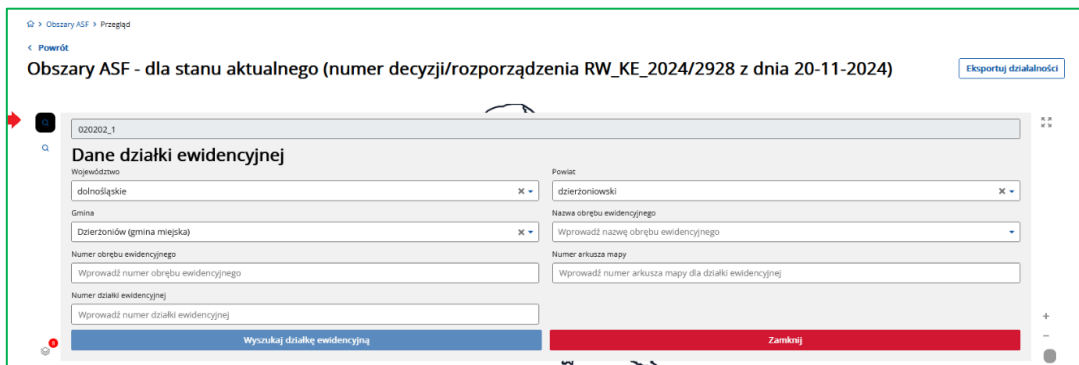 Obszary ASF > Przegląd
Powrót
Obszary ASF - dla stanu aktualnego (numer decyzji/rozporządzenia RW_KE_2024/2928 z dnia 20-11-2024)
Eksportuj działalności
020202_1
Dane działki ewidencyjnej
Województwo
Powiat
dolnośląskie
dzierżoniowski
Gmina
Nazwa obrębu ewidencyjnego
Dzierżoniów (gmina miejska)
Wprowadź nazwę obrębu ewidencyjnego
Numer obrębu ewidencyjnego
Numer arkusza mapy
Wprowadź numer obrębu ewidencyjnego
Wprowadź numer arkusza mapy dla działki ewidencyjnej
Numer działki ewidencyjnej
Wprowadź numer działki ewidencyjnej
Wyszukaj działkę ewidencyjną
Zamknij